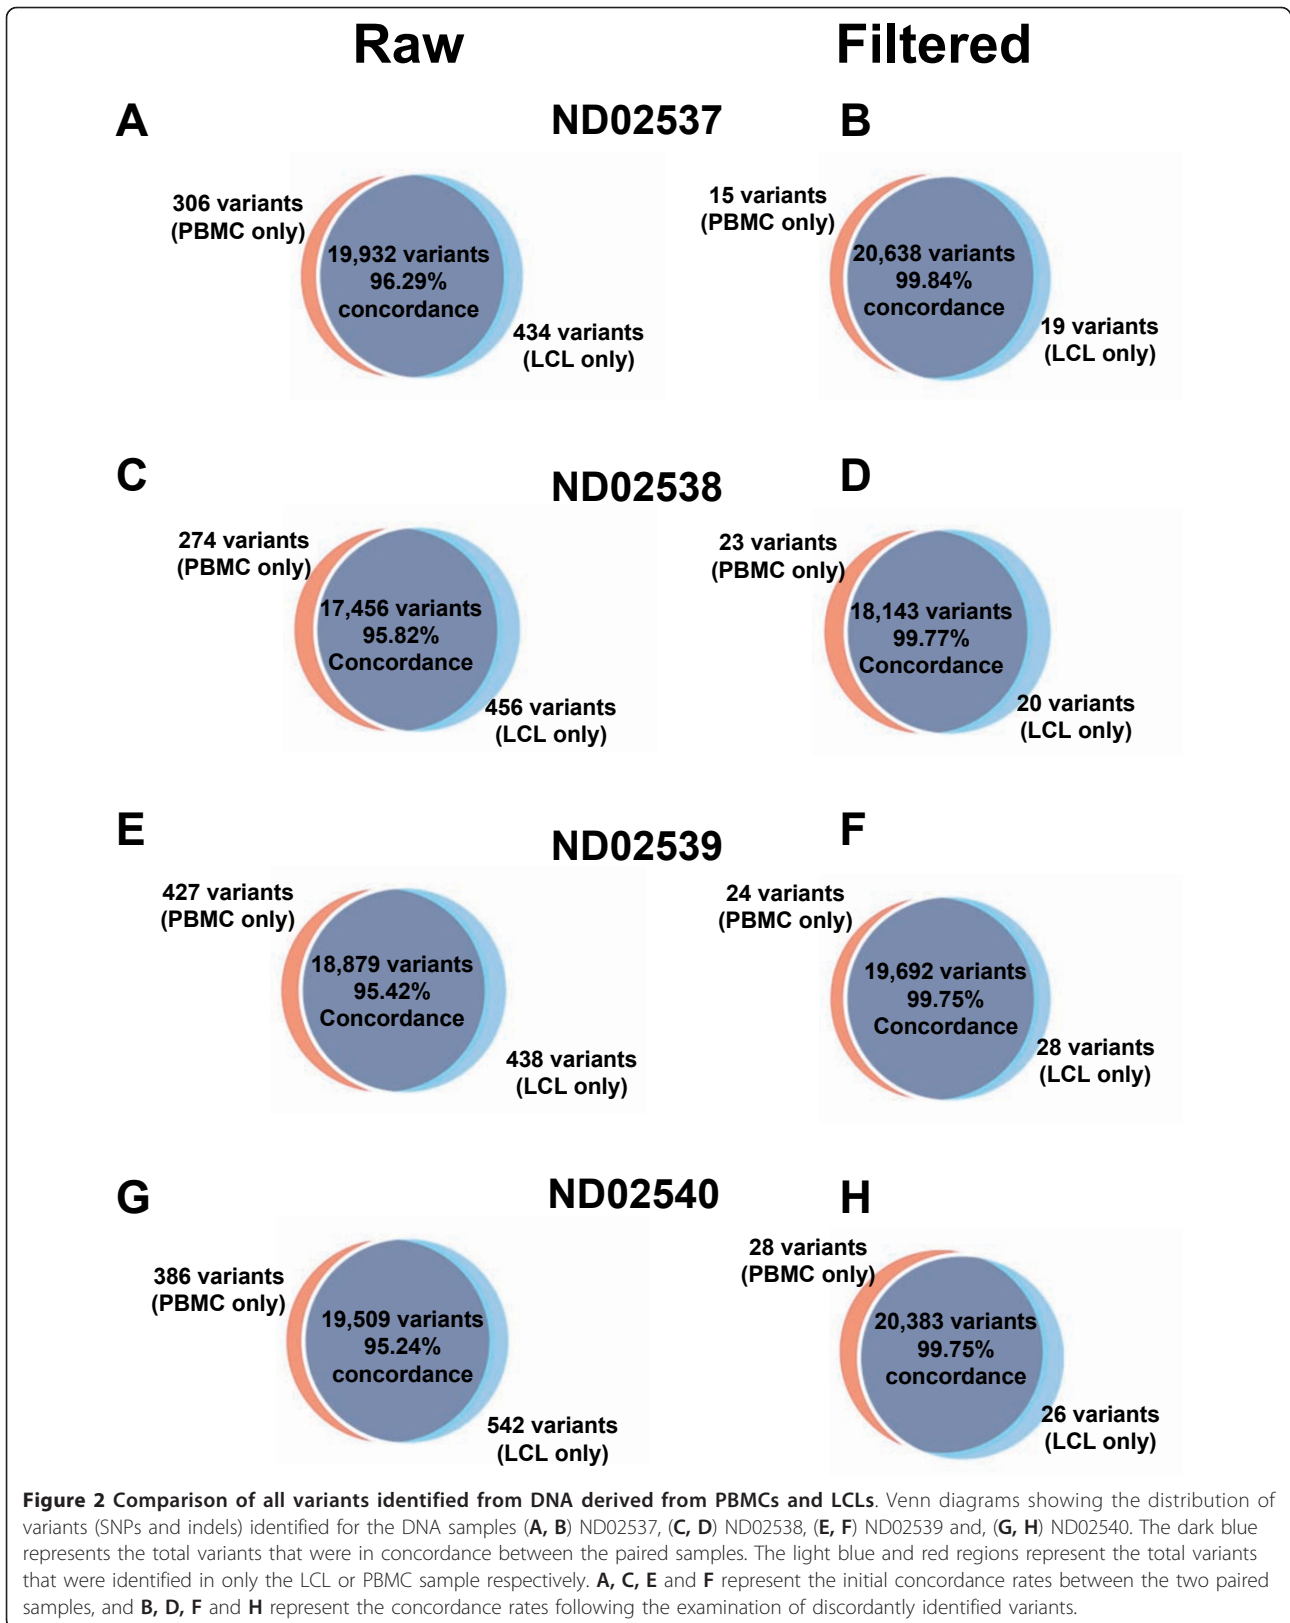 Raw
Filtered
A
ND02537
B
306 variants
(PBMC only)
19,932 variants
96.29%
concordance
434 variants
(LCL only)
15 variants
(PBMC only)
20,638 variants
99.84%
concordance
19 variants
(LCL only)
C
ND02538
D
274 variants
(PBMC only)
17,456 variants
95.82%
Concordance
456 variants
(LCL only)
23 variants
(PBMC only)
18,143 variants
99.77%
Concordance
20 variants
(LCL only)
E
ND02539
F
427 variants
(PBMC only)
18,879 variants
95.42%
Concordance
438 variants
(LCL only)
24 variants
(PBMC only)
19,692 variants
99.75%
Concordance
28 variants
(LCL only)
G
ND02540
H
386 variants
(PBMC only)
19,509 variants
95.24%
concordance
542 variants
(LCL only)
28 variants
(PBMC only)
20,383 variants
99.75%
concordance
26 variants
(LCL only)
Figure 2 Comparison of all variants identified from DNA derived from PBMCs and LCLs. Venn diagrams showing the distribution of
variants (SNPs and indels) identified for the DNA samples (A, B) ND02537, (C, D) ND02538, (E, F) ND02539 and, (G, H) ND02540. The dark blue
represents the total variants that were in concordance between the paired samples. The light blue and red regions represent the total variants
that were identified in only the LCL or PBMC sample respectively. A, C, E and F represent the initial concordance rates between the two paired
samples, and B, D, F and H represent the concordance rates following the examination of discordantly identified variants.